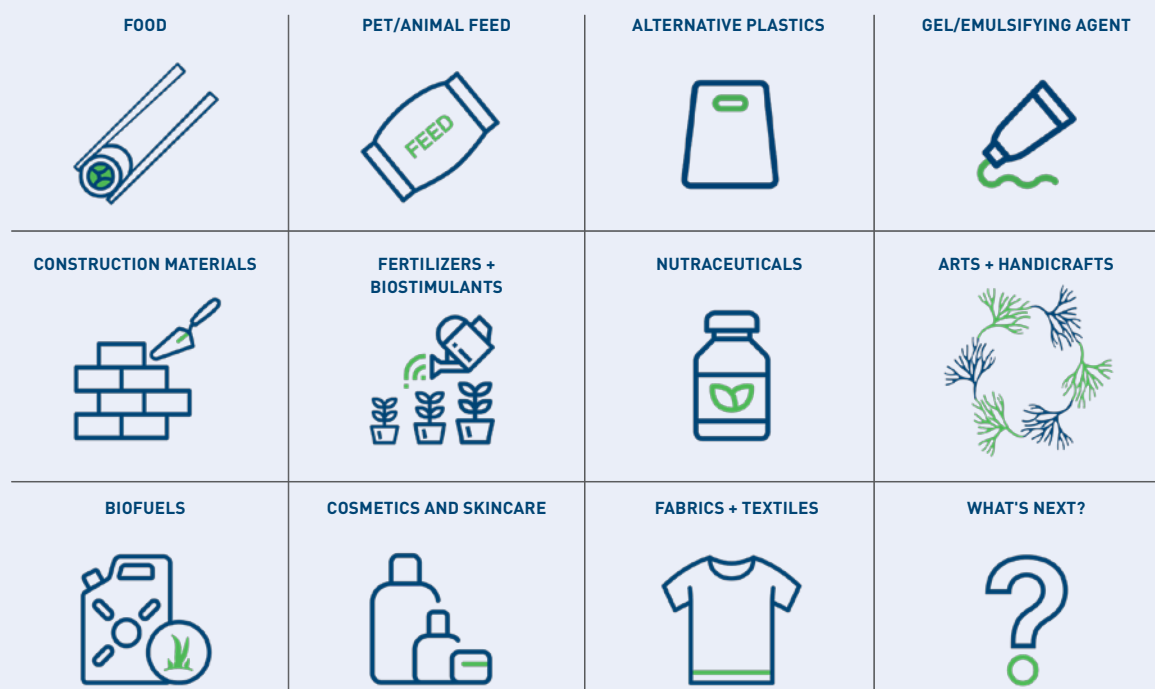 FOOD
PET/ANIMAL FEED
ALTERNATIVE PLASTICS
GEL/EMULSIFYING AGENT
FEED
CONSTRUCTION MATERIALS
FERTILIZERS +
BIOSTIMULANTS
NUTRACEUTICALS
ARTS + HANDICRAFTS
BIOFUELS
COSMETICS AND SKINCARE
FABRICS + TEXTILES
WHAT'S NEXT?
?